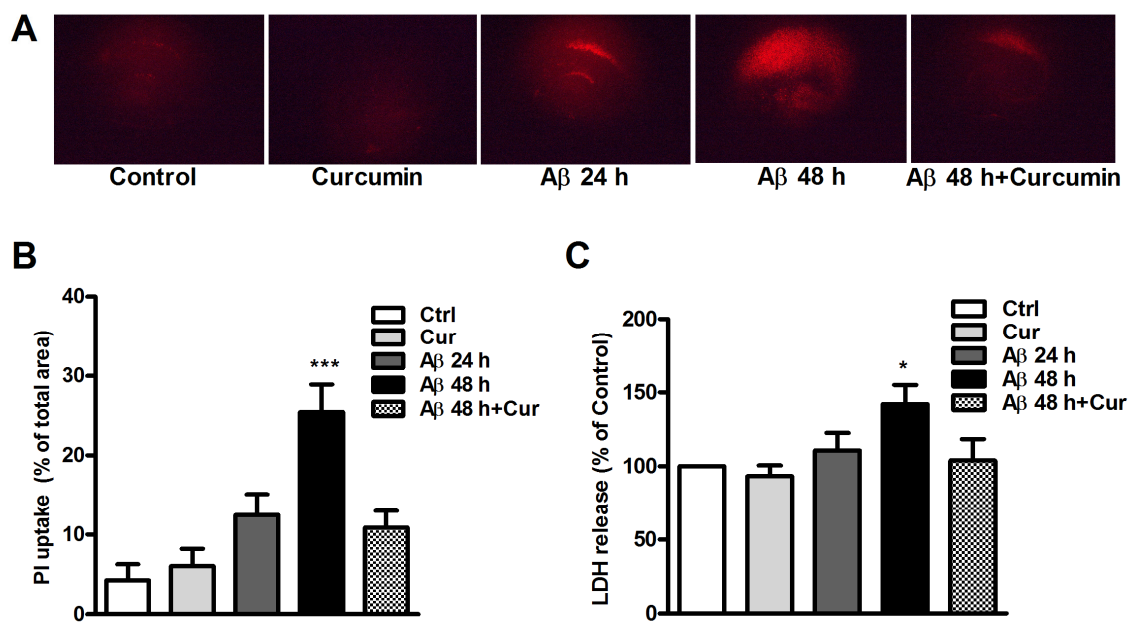 A
Control
Curcumin
Aβ 24 h
Aβ 48 h
Aβ 48 h+Curcumin
B
PI uptake (% of total area)
40
30
20
10
0
***
Ctrl
Cur
Aβ 24 h
Aβ 48 h
Aβ 48 h+Cur
C
LDH release (% of Control)
200
150
100
50
0
*
Ctrl
Cur
Aβ 24 h
Aβ 48 h
Aβ 48 h+Cur